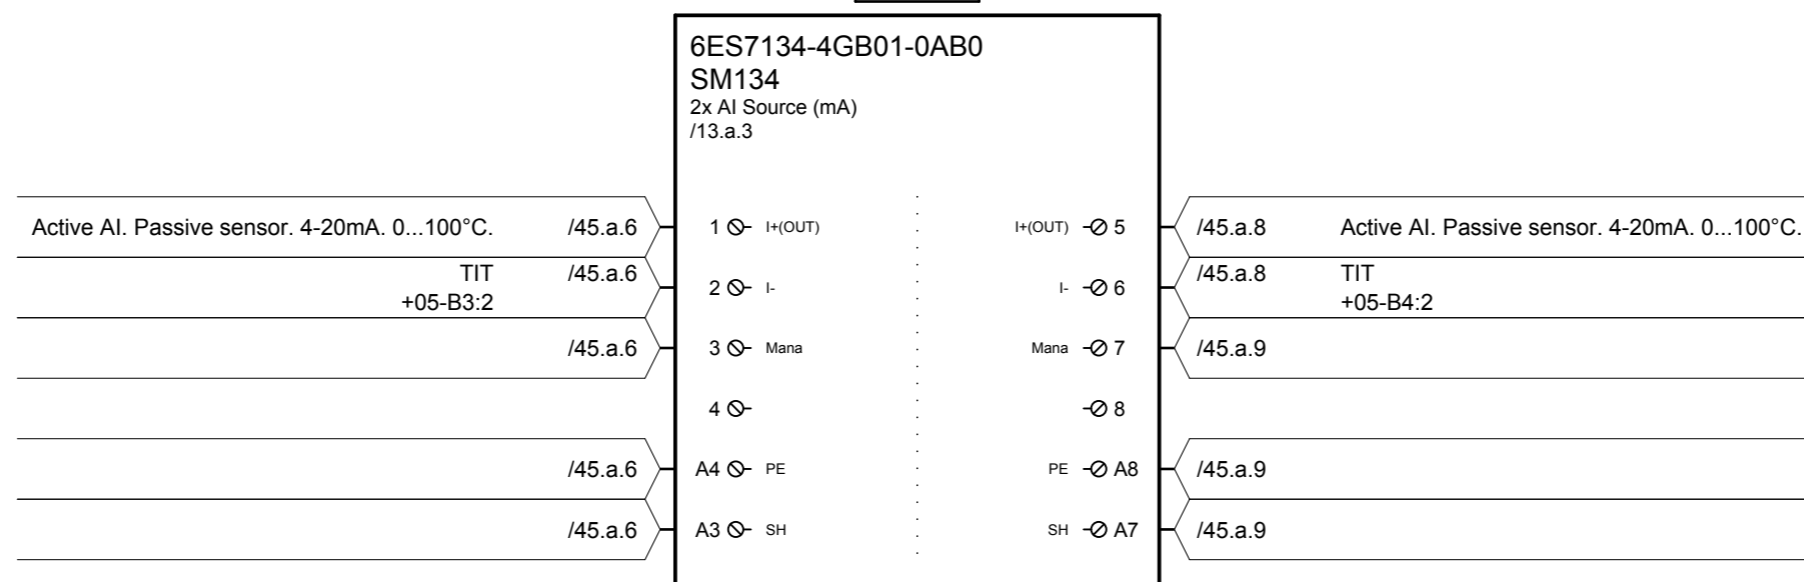 6ES7134-4GB01-0AB0
SM134
2x AI Source (mA)
/13.a.3
Active AI. Passive sensor. 4-20mA. 0...100°C. /45.a.6 1 I+(OUT) I+(OUT) 5 /45.a.8 Active AI. Passive sensor. 4-20mA. 0...100°C.
TIT /45.a.6 2 I- I- 6 /45.a.8 TIT
+05-B3:2 +05-B4:2
/45.a.6 3 Mana Mana 7 /45.a.9
4 8
/45.a.6 A4 PE PE A8 /45.a.9
/45.a.6 A3 SH SH A7 /45.a.9